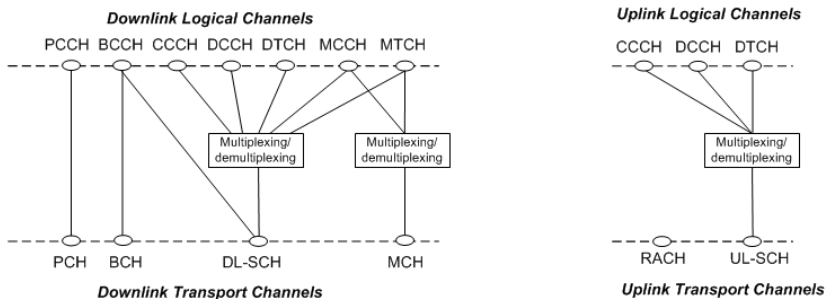 Downlink Logical Channels
PCCH BCCH CCCH DCCH DTCH MCCH MTCH
Multiplexing/
demultiplexing
Multiplexing/
demultiplexing
PCH BCH DL-SCH MCH
Downlink Transport Channels
Uplink Logical Channels
CCCH DCCH DTCH
Multiplexing/
demultiplexing
RACH UL-SCH
Uplink Transport Channels